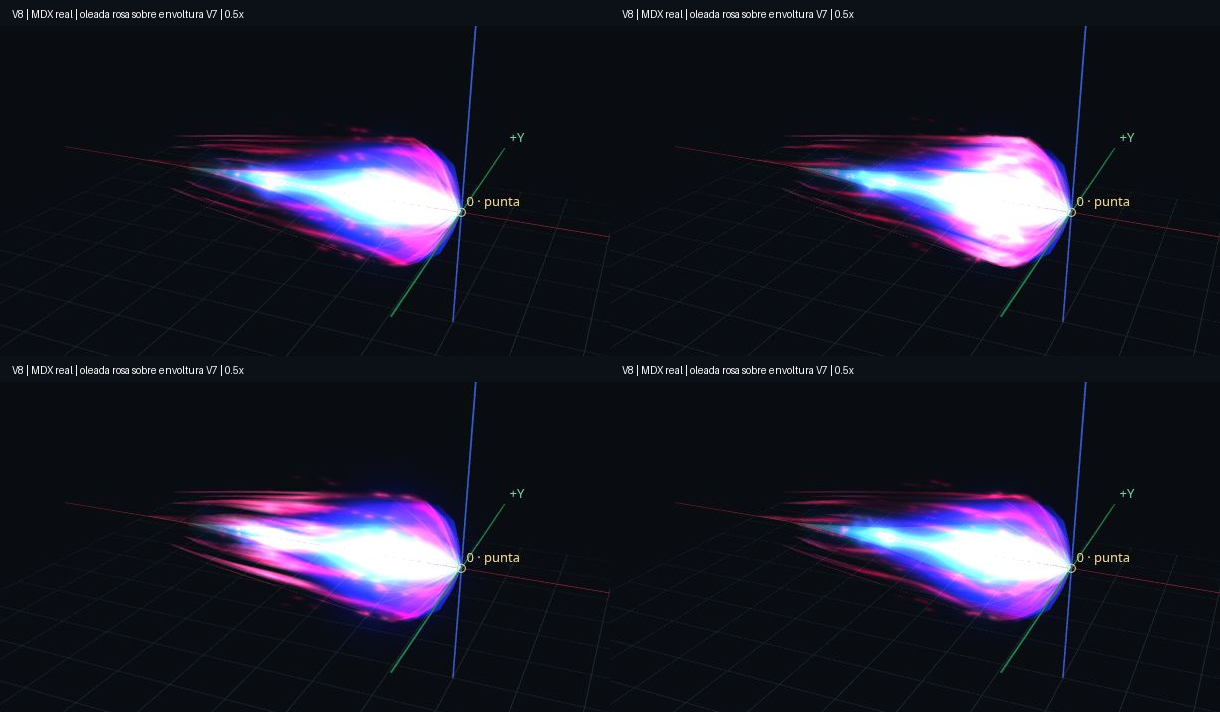 V8 | MDX real | oleada rosa sobre envoltura V7 | 0.5x
V8 | MDX real | oleada rosa sobre envoltura V7 | 0.5x
+Y
+Y
0 · punta
0 · punta
V8 | MDX real | oleada rosa sobre envoltura V7 | 0.5x
V8 | MDX real | oleada rosa sobre envoltura V7 | 0.5x
+Y
+Y
0 · punta
0 · punta